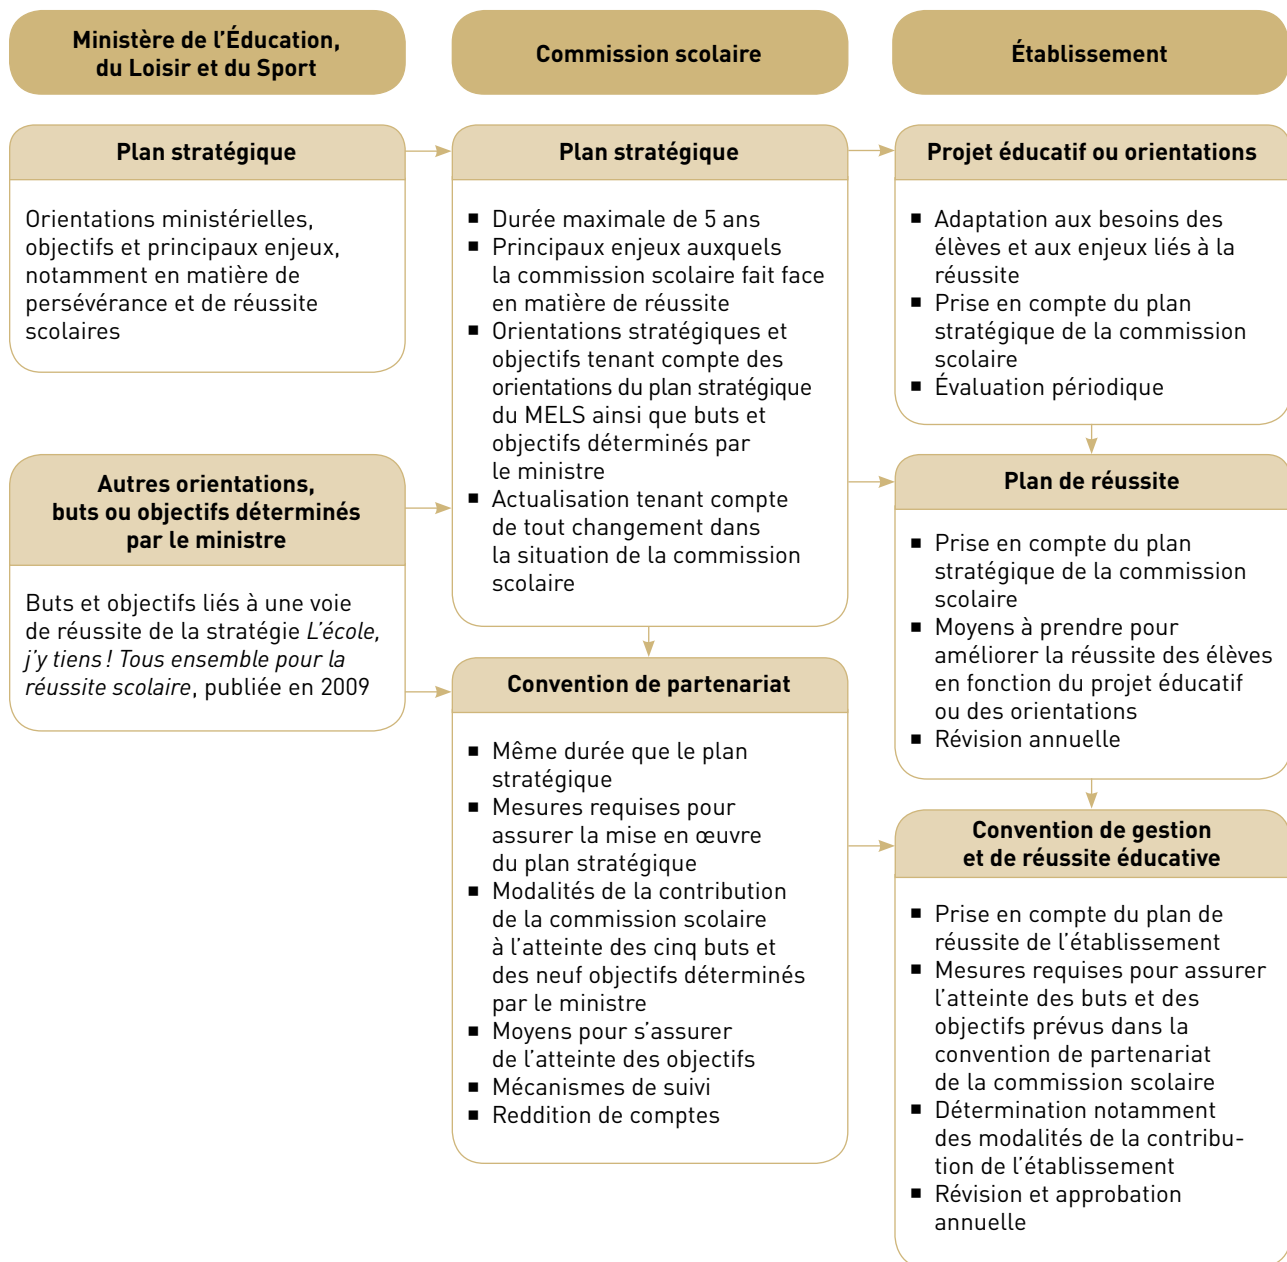 Ministère de l'Éducation,
du Loisir et du Sport
Commission scolaire
Établissement
Plan stratégique
Orientations ministérielles,
objectifs et principaux enjeux,
notamment en matière de
persévérance et de réussite
scolaires
Autres orientations,
buts ou objectifs déterminés
par le ministre
Buts et objectifs liés à une voie
de réussite de la stratégie L'école,
j'y tiens ! Tous ensemble pour la
réussite scolaire, publiée en 2009
Plan stratégique
■ Durée maximale de 5 ans
■ Principaux enjeux auxquels
la commission scolaire fait face
en matière de réussite
■ Orientations stratégiques et
objectifs tenant compte des
orientations du plan stratégique
du MELS ainsi que buts et
objectifs déterminés par
le ministre
■ Actualisation tenant compte
de tout changement dans
la situation de la commission
scolaire
Convention de partenariat
■ Même durée que le plan
stratégique
■ Mesures requises pour
assurer la mise en œuvre
du plan stratégique
■ Modalités de la contribution
de la commission scolaire
à l'atteinte des cinq buts et
des neuf objectifs déterminés
par le ministre
■ Moyens pour s'assurer
de l'atteinte des objectifs
■ Mécanismes de suivi
■ Reddition de comptes
Projet éducatif ou orientations
■ Adaptation aux besoins des
élèves et aux enjeux liés à la
réussite
■ Prise en compte du plan
stratégique de la commission
scolaire
■ Évaluation périodique
Plan de réussite
■ Prise en compte du plan
stratégique de la commission
scolaire
■ Moyens à prendre pour
améliorer la réussite des élèves
en fonction du projet éducatif
ou des orientations
■ Révision annuelle
Convention de gestion
et de réussite éducative
■ Prise en compte du plan de
réussite de l'établissement
■ Mesures requises pour assurer
l'atteinte des buts et des
objectifs prévus dans la
convention de partenariat
de la commission scolaire
■ Détermination notamment
des modalités de la contribu-
tion de l'établissement
■ Révision et approbation
annuelle